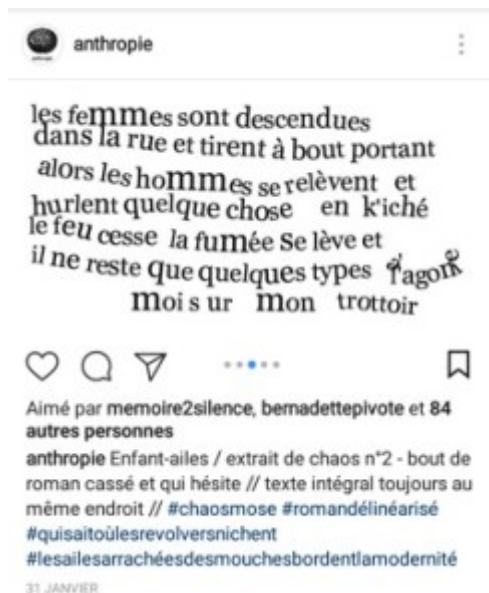 anthropie
les femmes sont descendues
dans la rue et tirent à bout portant
alors les hommes se relèvent et
hurlent quelque chose en k'iché
le feu cesse la fumée se lève et
il ne reste que quelques types
moi sur mon trottoir
Aimé par memoire2silence, bernadettepivote et 84
autres personnes
anthropie Enfant-ailes / extrait de chaos n°2 - bout de
roman cassé et qui hésite // texte intégral toujours au
même endroit // #chaosmose #romandélinéarisé
#quisaitoùlesrevolversnichent
#lesailesarrachéesdesmouchesbordentlamodernité
31 JANVIER